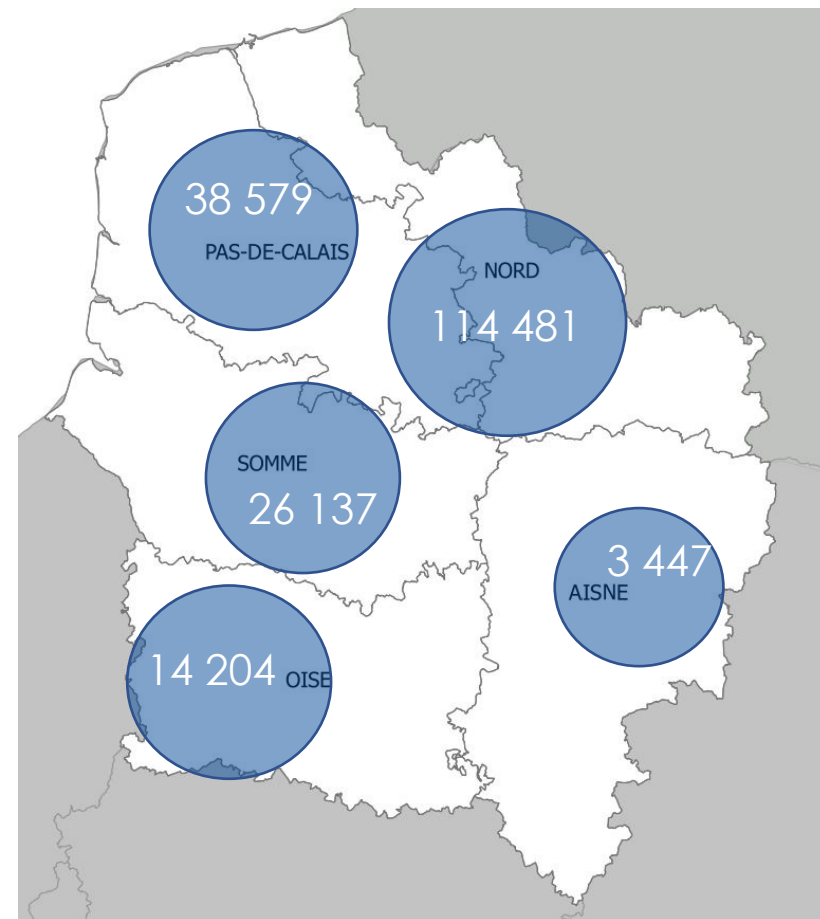 38 579
PAS-DE-CALAIS
NORD
114 481
SOMME
26 137
3 447
AISNE
14 204 OISE